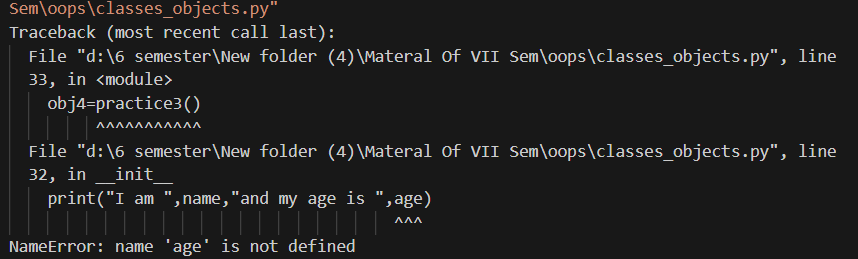 Sem\oops\classes_objects.py"
Traceback (most recent call last):
File "d:\6 semester\New folder (4)\Materal Of VII Sem\oops\classes_objects.py", line
33, in <module>
obj4=practice3()
^^^^^^^^^^^
File "d:\6 semester\New folder (4)\Materal Of VII Sem\oops\classes_objects.py", line
32, in __init__
print("I am ",name,"and my age is ",age)
^^^
NameError: name 'age' is not defined